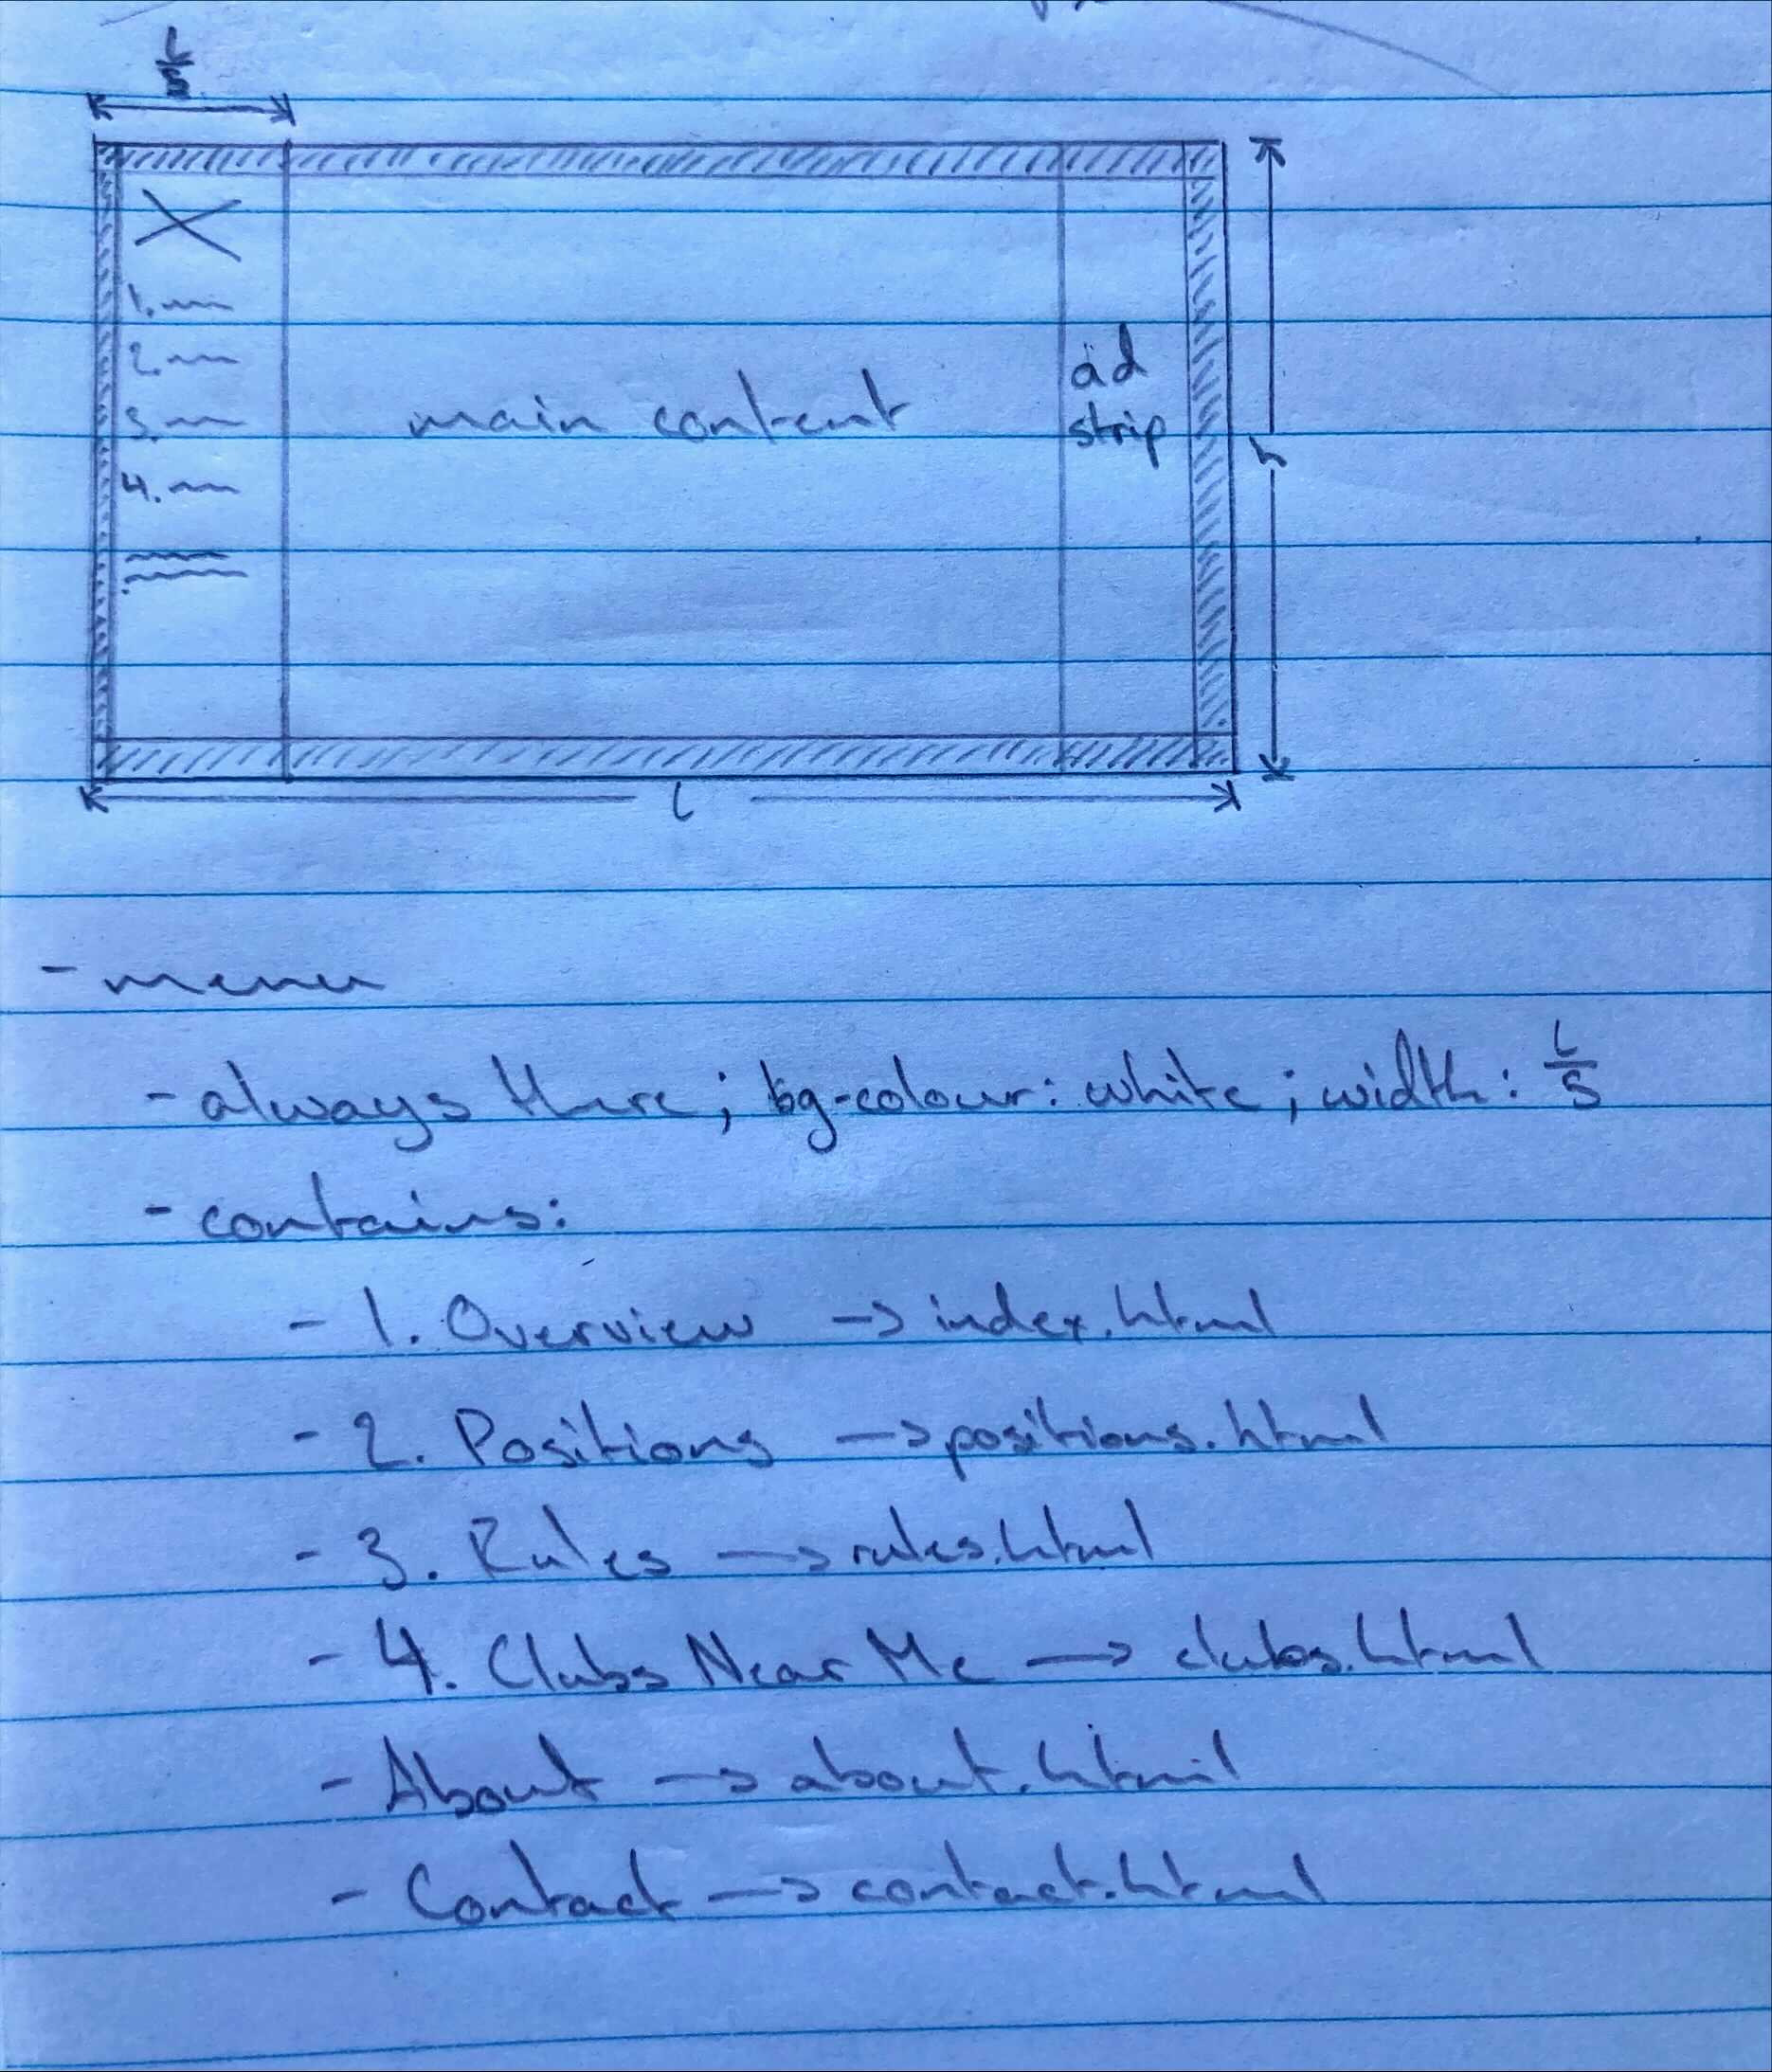 L
5
1.
2.
3.
4.
main content
ad
strip
h
L
- menu
- always there; bg-colour: white; width: L/5
- contains:
- 1. Overview -> index.html
- 2. Positions -> positions.html
- 3. Rules -> rules.html
- 4. Clubs Near Me -> clubs.html
- About -> about.html
- Contact -> contact.html